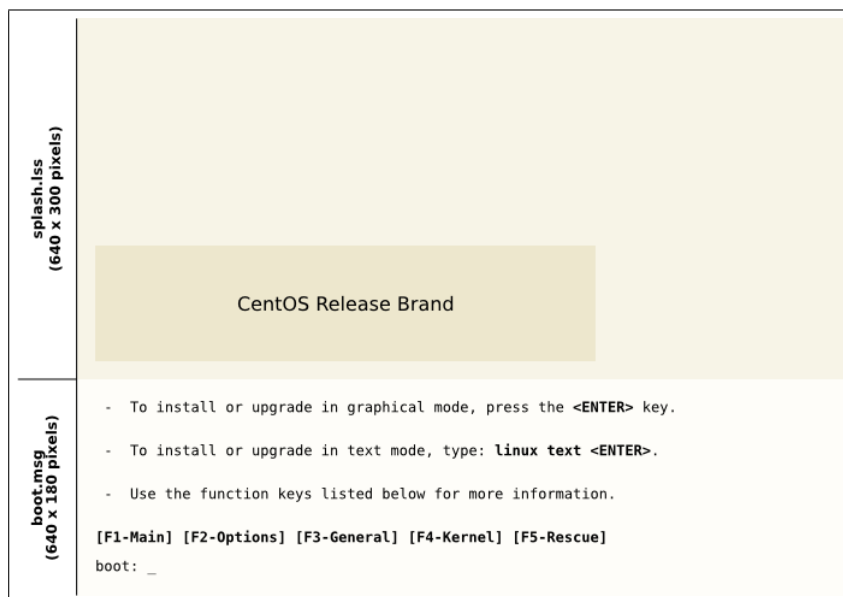 splash.lss
(640 x 300 pixels)
CentOS Release Brand
boot.msg
(640 x 180 pixels)
- To install or upgrade in graphical mode, press the <ENTER> key.
- To install or upgrade in text mode, type: linux text <ENTER>.
- Use the function keys listed below for more information.
[F1-Main] [F2-Options] [F3-General] [F4-Kernel] [F5-Rescue]
boot: _